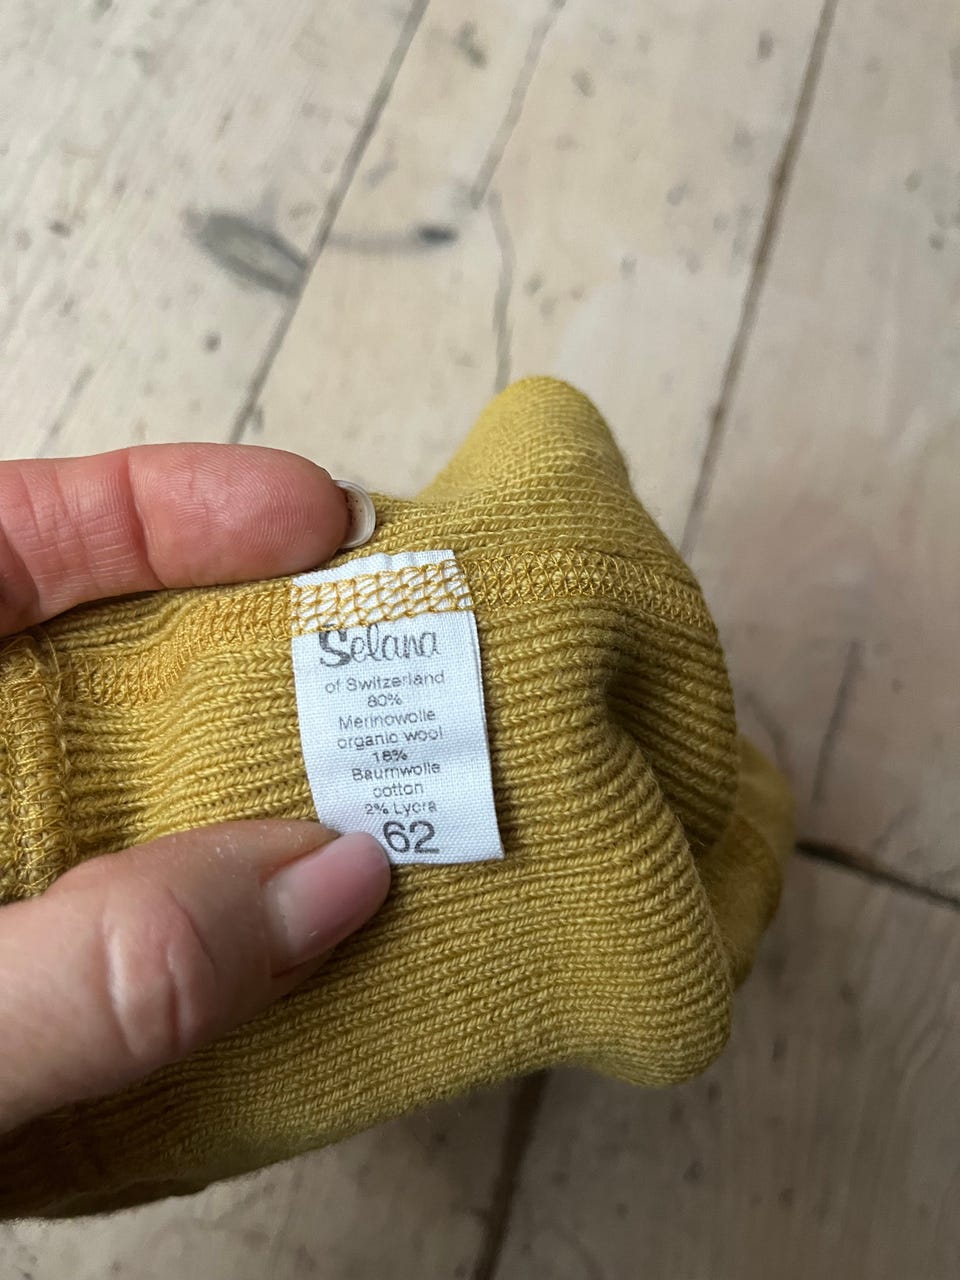 Selana
of Switzerland
80%
Merinowolle
organic wool
18%
Baumwolle
cotton
2% Lycra
62